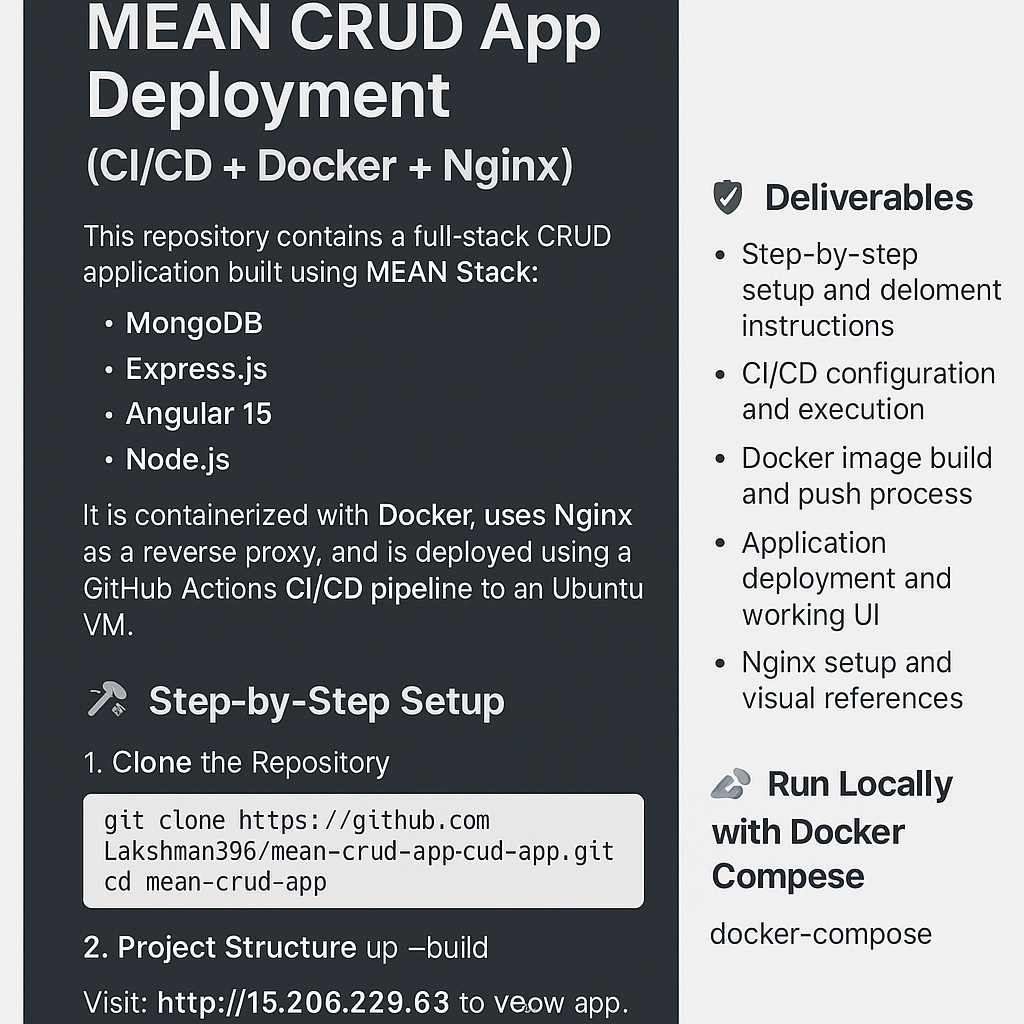 MEAN CRUD App
Deployment
(CI/CD + Docker + Nginx)
This repository contains a full-stack CRUD
application built using MEAN Stack:
• MongoDB
• Express.js
• Angular 15
• Node.js
It is containerized with Docker, uses Nginx
as a reverse proxy, and is deployed using a
GitHub Actions CI/CD pipeline to an Ubuntu
VM.
Step-by-Step Setup
1. Clone the Repository
git clone https://github.com
Lakshman396/mean-crud-app-cud-app.git
cd mean-crud-app
2. Project Structure up –build
Visit: http://15.206.229.63 to veow app.
Deliverables
• Step-by-step
setup and deloment
instructions
• CI/CD configuration
and execution
• Docker image build
and push process
• Application
deployment and
working UI
• Nginx setup and
visual references
Run Locally
with Docker
Compese
docker-compose